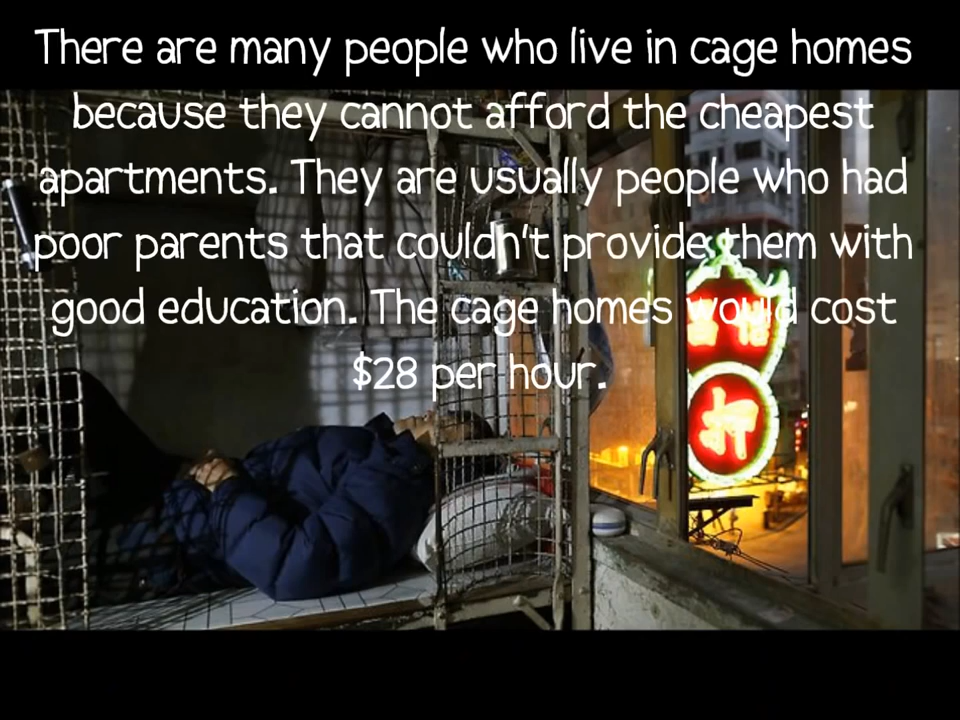 There are many people who live in cage homes
because they cannot afford the cheapest
apartments. They are usually people who had
poor parents that couldn't provide them with
good education. The cage homes would cost
$28 per hour.